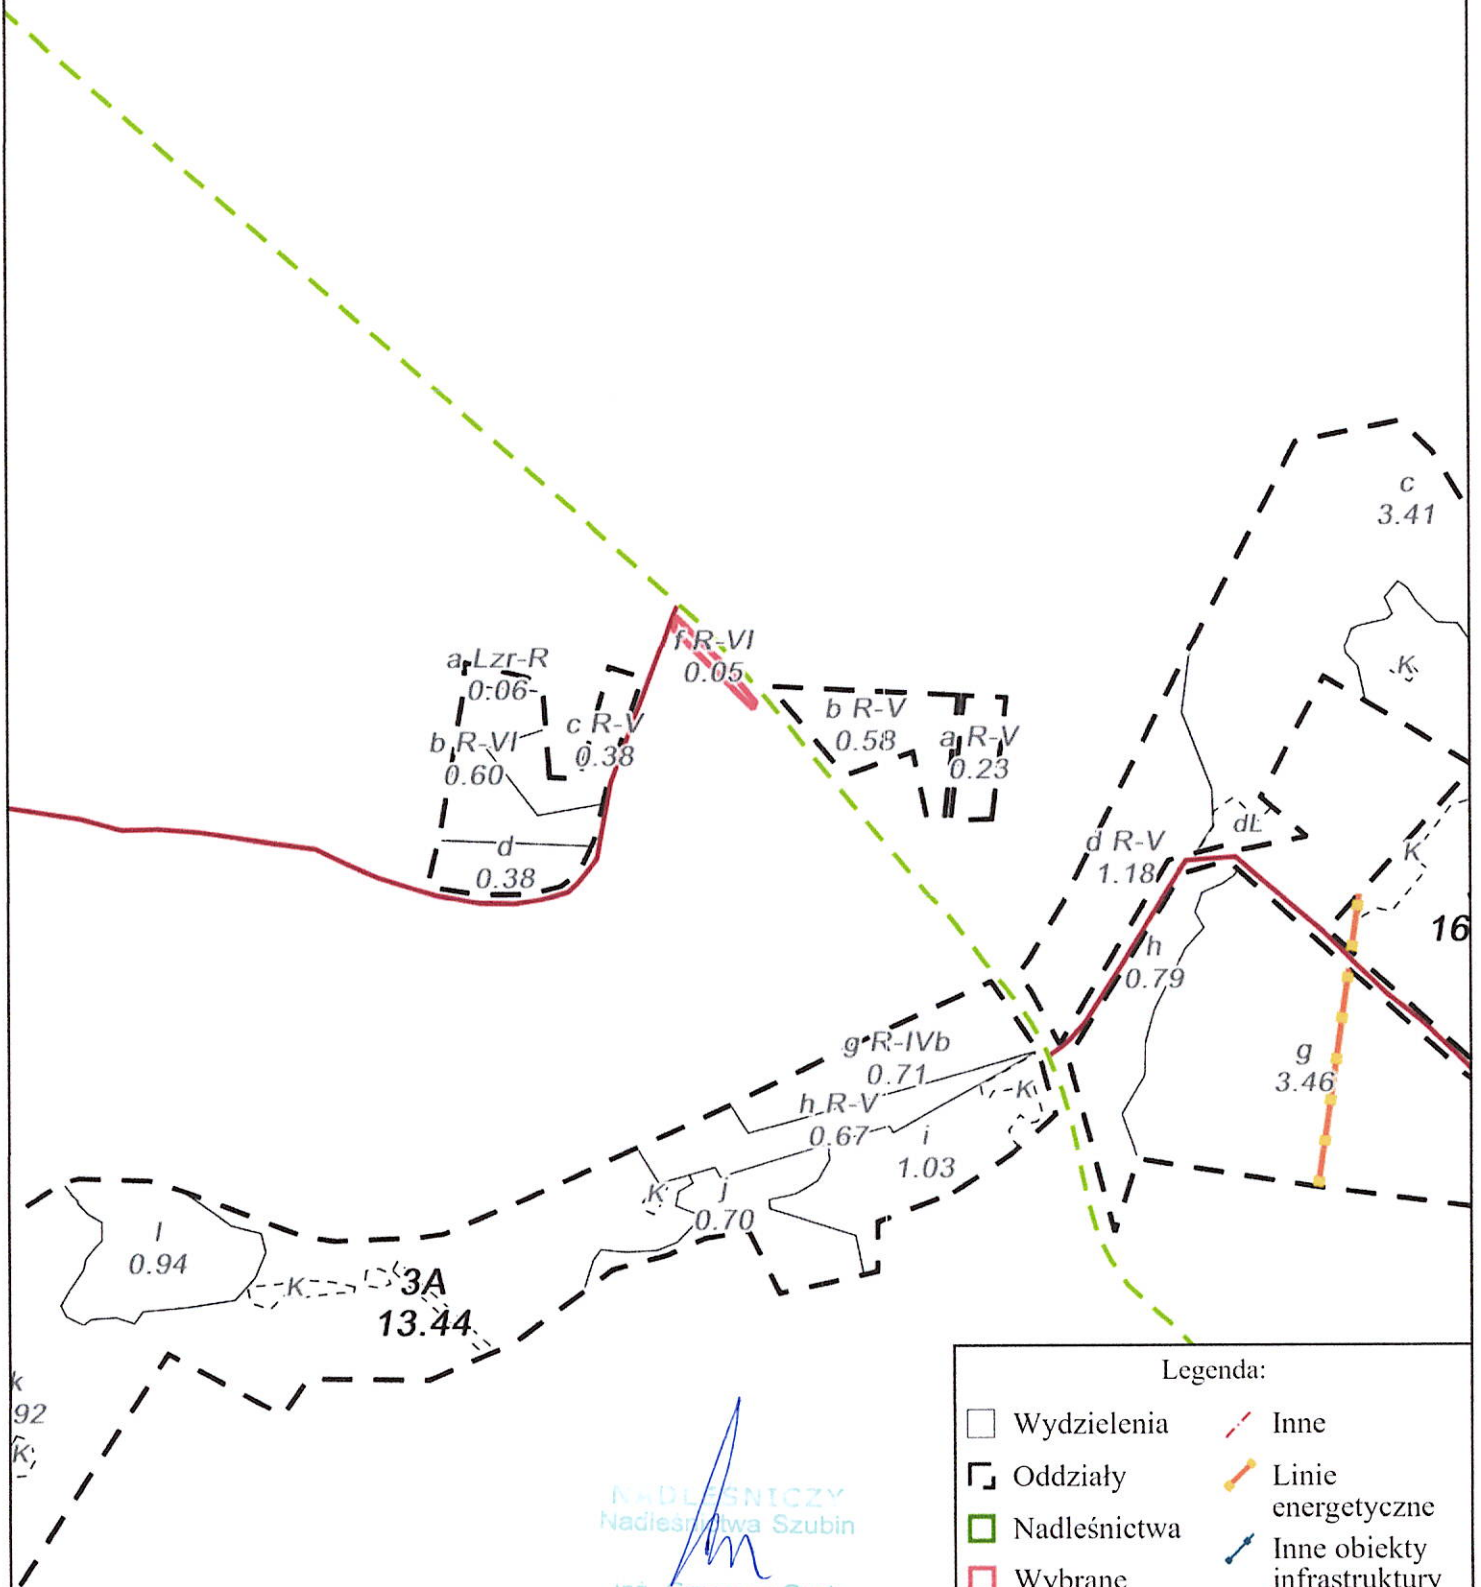 c
3.41
K
f R-VI
0.05
a Lzr-R
0.06
b R-VI
0.60
c R-V
0.38
d
0.38
b R-V
0.58
a R-V
0.23
d R-V
1.18
dL
K
16
h
0.79
g
3.46
g R-IVb
0.71
h R-V
0.67
K
i
1.03
K
j
0.70
l
0.94
K
3A
13.44
k
92
K
NADLEŚNICZY
Nadleśnictwa Szubin
Legenda:
Wydzielenia
Oddziały
Nadleśnictwa
Wybrane
Inne
Linie
energetyczne
Inne obiekty
infrastruktury